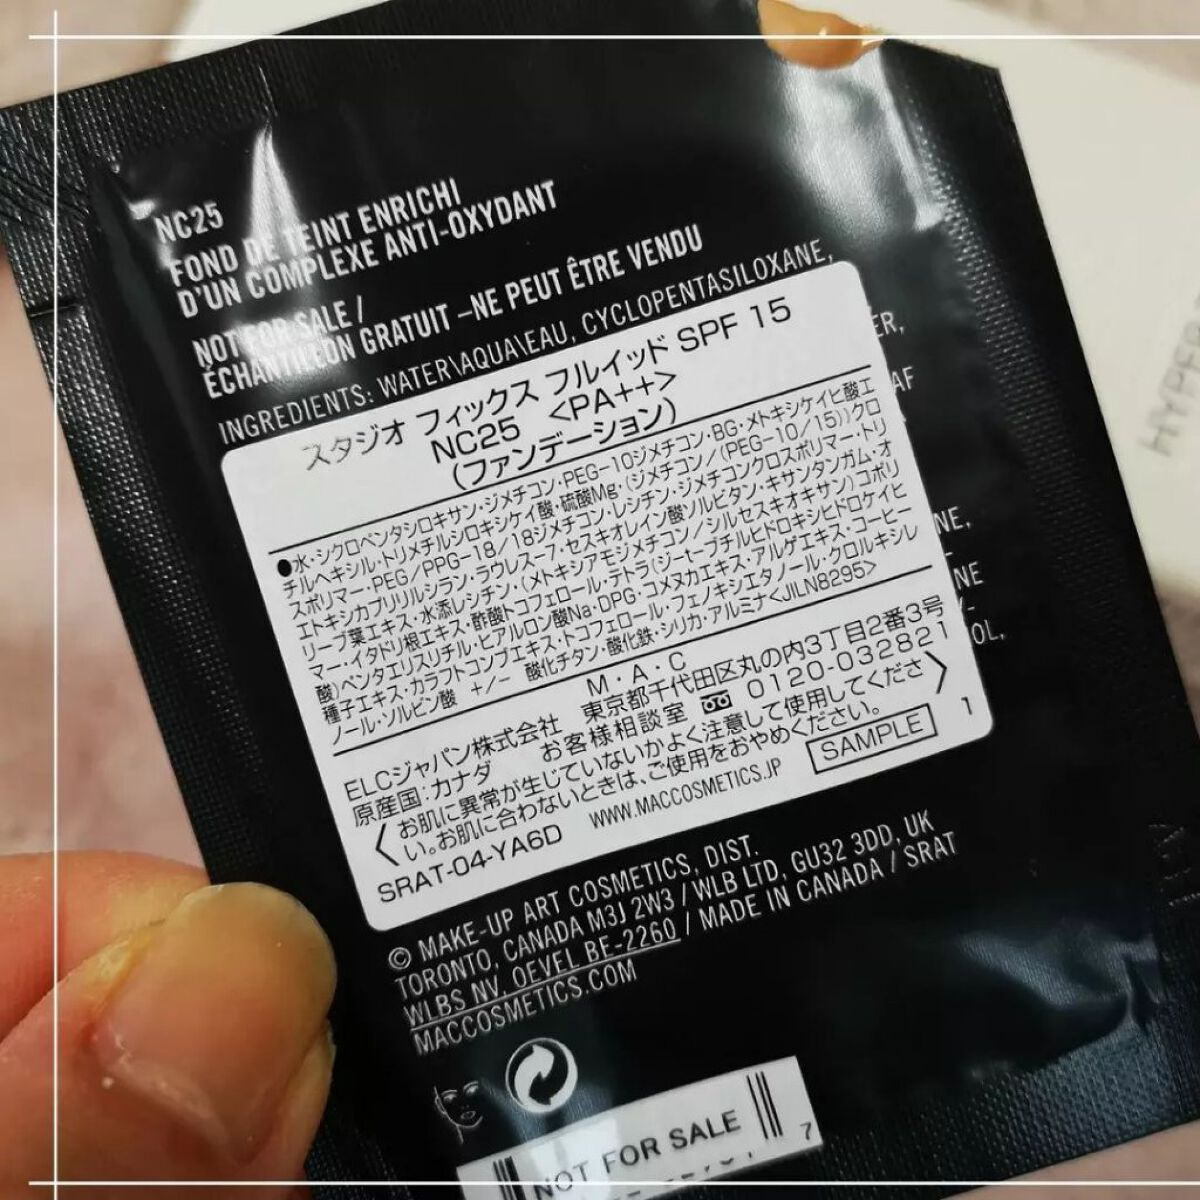 NC25
FOND DE TEINT ENRICHI
D'UN COMPLEXE ANTI-OXYDANT
NOT FOR SALE /
ÉCHANTILLON GRATUIT –NE PEUT ÊTRE VENDU
INGREDIENTS: WATER\AQUA\EAU, CYCLOPENTASILOXANE,
スタジオ フィックス フルイッド SPF 15
NC25 <PA++>
(ファンデーション)
●水・シクロペンタシロキサン・ジメチコン・PEG-10ジメチコン・BG・メトキシケイヒ酸エ
チルヘキシル・トリメチルシロキシケイ酸・硫酸Mg・(ジメチコン/(PEG-10/15))クロ
スポリマー・PEG/PPG-18/18ジメチコン・レシチン・ジメチコンクロスポリマー・トリ
エトキシカプリリルシラン・ラウレス-7・セスキオレイン酸ソルビタン・キサンタンガム・オ
リーブ葉エキス・水添レシチン・(メトキシアモジメチコン/シルセスキオキサン)コポリ
マー・イタドリ根エキス・酢酸トコフェロール・テトラ(ジ-t-ブチルヒドロキシヒドロケイヒ
酸)ペンタエリスリチル・ヒアルロン酸Na・DPG・コメヌカエキス・アルゲエキス・コーヒー
種子エキス・カラフトコンブエキス・トコフェロール・フェノキシエタノール・クロルキシレ
ノール・ソルビン酸 +/- 酸化チタン・酸化鉄・シリカ・アルミナ<JILN8295>
M・A・C
ELCジャパン株式会社 東京都千代田区丸の内3丁目2番3号
原産国:カナダ お客様相談室 0120-032821
〈お肌に異常が生じていないかよく注意して使用してくださ
い。お肌に合わないときは、ご使用をおやめください。〉
SRAT-04-YA6D WWW.MACCOSMETICS.JP SAMPLE 1
© MAKE-UP ART COSMETICS, DIST.
TORONTO, CANADA M3J 2W3 / WLB LTD, GU32 3DD, UK
WLBS NV, OEVEL BE-2260 / MADE IN CANADA / SRAT
MACCOSMETICS.COM
NOT FOR SALE
7